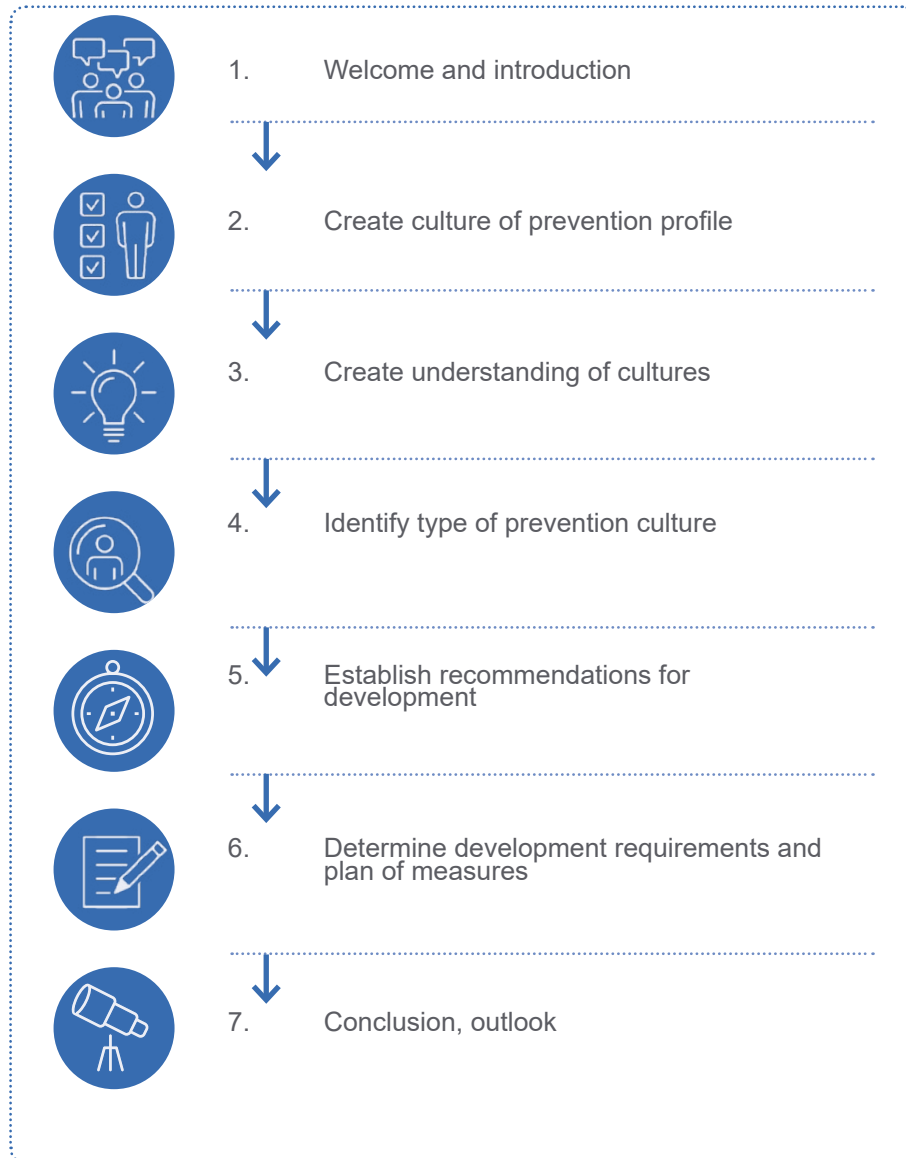 1. Welcome and introduction
2. Create culture of prevention profile
3. Create understanding of cultures
4. Identify type of prevention culture
5. Establish recommendations for
development
6. Determine development requirements and
plan of measures
7. Conclusion, outlook